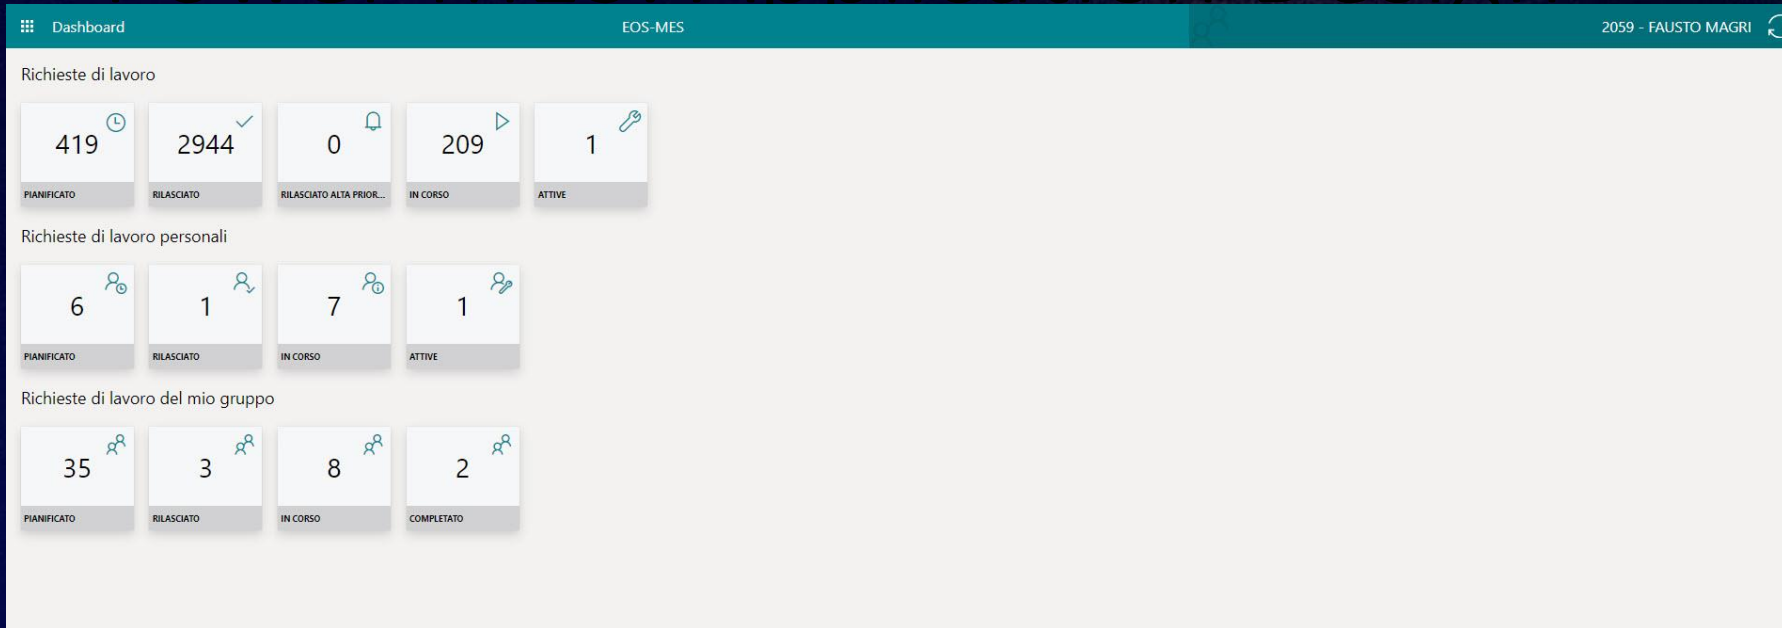 Dashboard EOS-MES 2059 - FAUSTO MAGRI
Richieste di lavoro
419 2944 0 209 1
PIANIFICATO RILASCIATO RILASCIATO ALTA PRIOR... IN CORSO ATTIVE
Richieste di lavoro personali
6 1 7 1
PIANIFICATO RILASCIATO IN CORSO ATTIVE
Richieste di lavoro del mio gruppo
35 3 8 2
PIANIFICATO RILASCIATO IN CORSO COMPLETATO